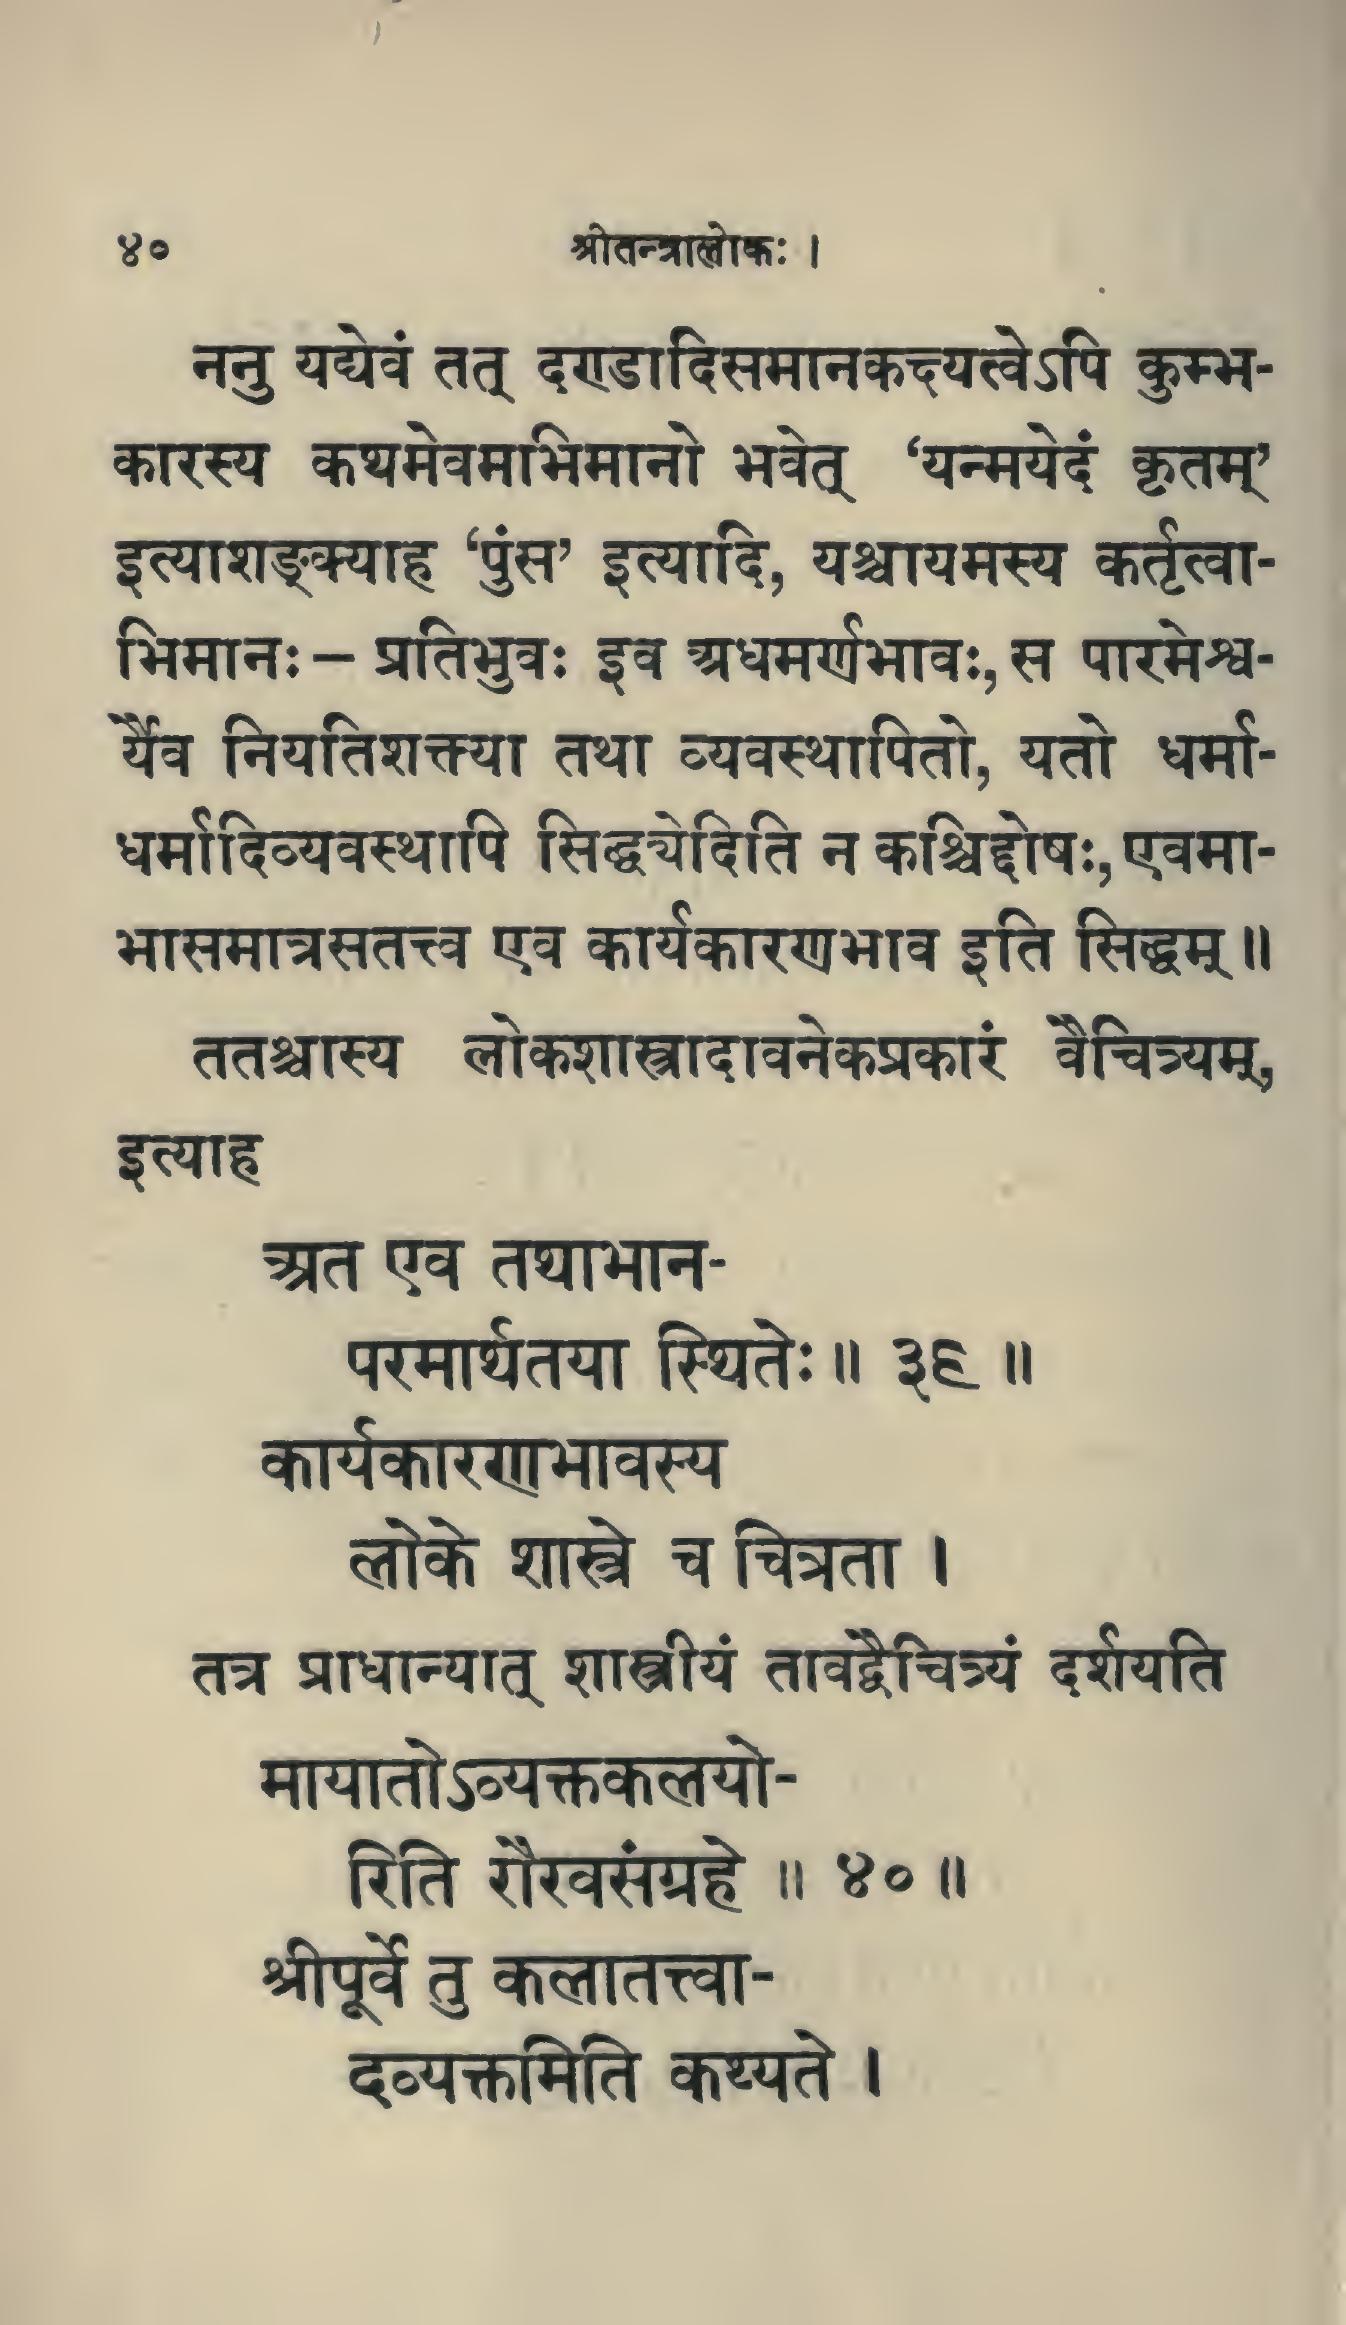 ४० श्रीतन्त्रालोकः ।
ननु यद्येवं तत् दण्डादिसमानकक्ष्यत्वेऽपि कुम्भ-
कारस्य कथमेवमभिमानो भवेत् ‘यन्मयेदं कृतम्’
इत्याशङ्क्याह ‘पुंस’ इत्यादि, यश्चायमस्य कर्तृत्वा-
भिमानः – प्रतिभुवः इव अधमर्णभावः, स पारमेश्व-
र्यैव नियतिशक्त्या तथा व्यवस्थापितो, यतो धर्मा-
धर्मादिव्यवस्थापि सिद्ध्येदिति न कश्चिद्दोषः, एवमा-
भासमात्रसतत्त्व एव कार्यकारणभाव इति सिद्धम् ॥
ततश्चास्य लोकशास्त्रादावनेकप्रकारं वैचित्र्यम्,
इत्याह
अत एव तथाभान-
परमार्थतया स्थितेः ॥ ३९ ॥
कार्यकारणभावस्य
लोके शास्त्रे च चित्रता ।
तत्र प्राधान्यात् शास्त्रीयं तावद्वैचित्र्यं दर्शयति
मायातोऽव्यक्तकलयो-
रिति रौरवसंग्रहे ॥ ४० ॥
श्रीपूर्वे तु कलातत्त्वा-
दव्यक्तमिति कथ्यते ।